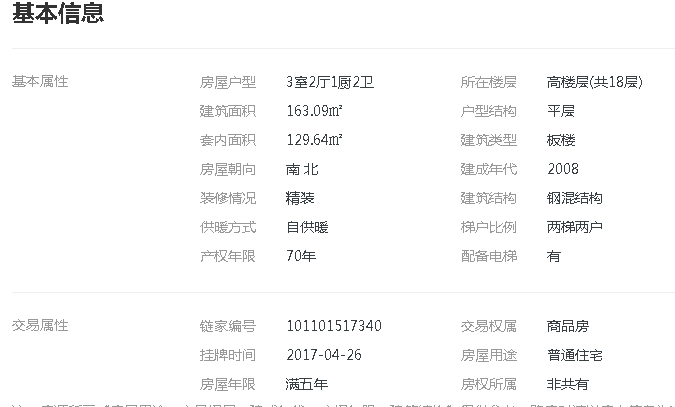 基本信息
基本属性 房屋户型 3室2厅1厨2卫 所在楼层 高楼层(共18层)
建筑面积 163.09㎡ 户型结构 平层
套内面积 129.64㎡ 建筑类型 板楼
房屋朝向 南 北 建成年代 2008
装修情况 精装 建筑结构 钢混结构
供暖方式 自供暖 梯户比例 两梯两户
产权年限 70年 配备电梯 有
交易属性 链家编号 101101517340 交易权属 商品房
挂牌时间 2017-04-26 房屋用途 普通住宅
房屋年限 满五年 房权所属 非共有